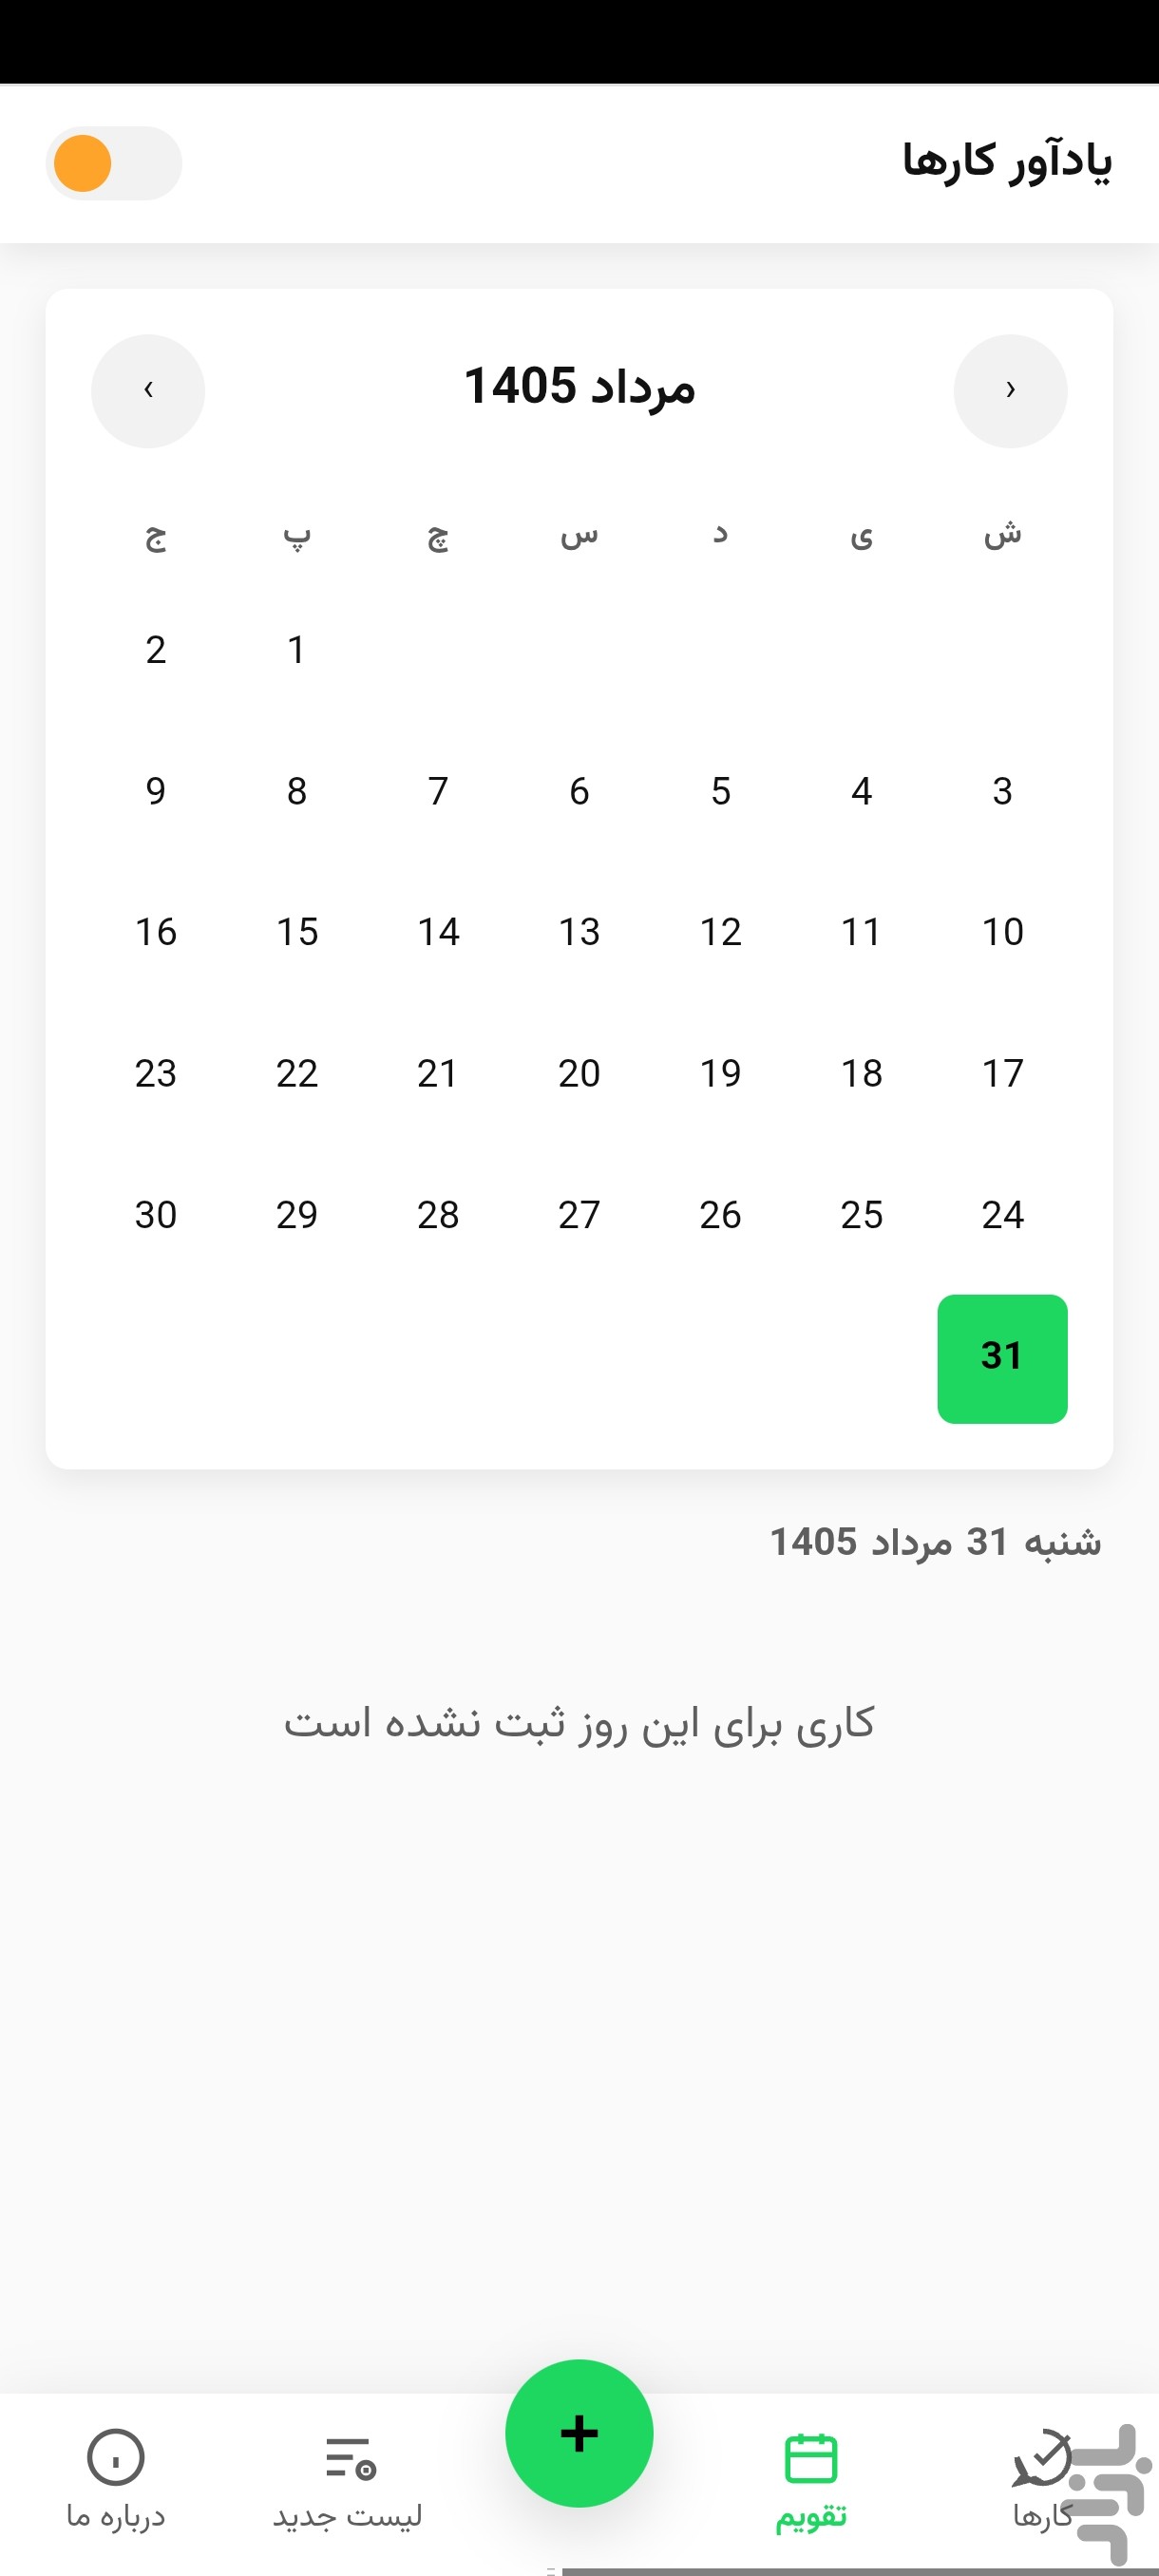 یادآور کارها
مرداد 1405
ش ی د س چ پ ج
1 2
3 4 5 6 7 8 9
10 11 12 13 14 15 16
17 18 19 20 21 22 23
24 25 26 27 28 29 30
31
شنبه 31 مرداد 1405
کاری برای این روز ثبت نشده است
+
کارها تقویم لیست جدید درباره ما